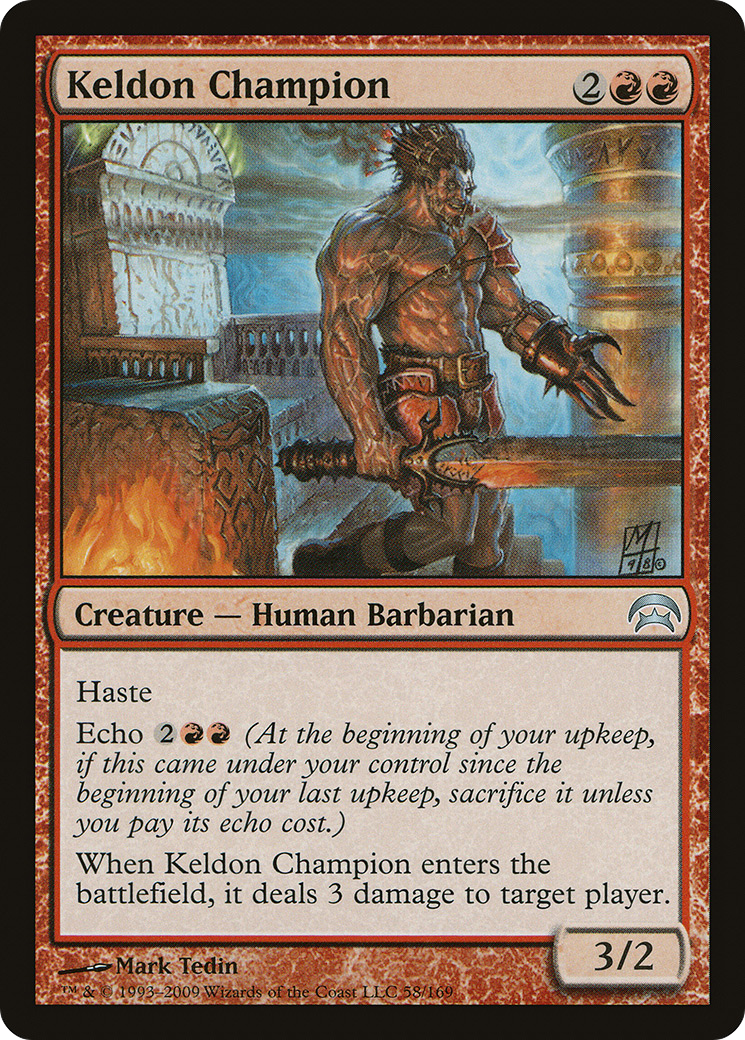 Keldon Champion 2
Creature — Human Barbarian
Haste
Echo 2 (At the beginning of your upkeep,
if this came under your control since the
beginning of your last upkeep, sacrifice it unless
you pay its echo cost.)
When Keldon Champion enters the
battlefield, it deals 3 damage to target player.
3/2
Mark Tedin
™ & © 1993–2009 Wizards of the Coast LLC 58/169